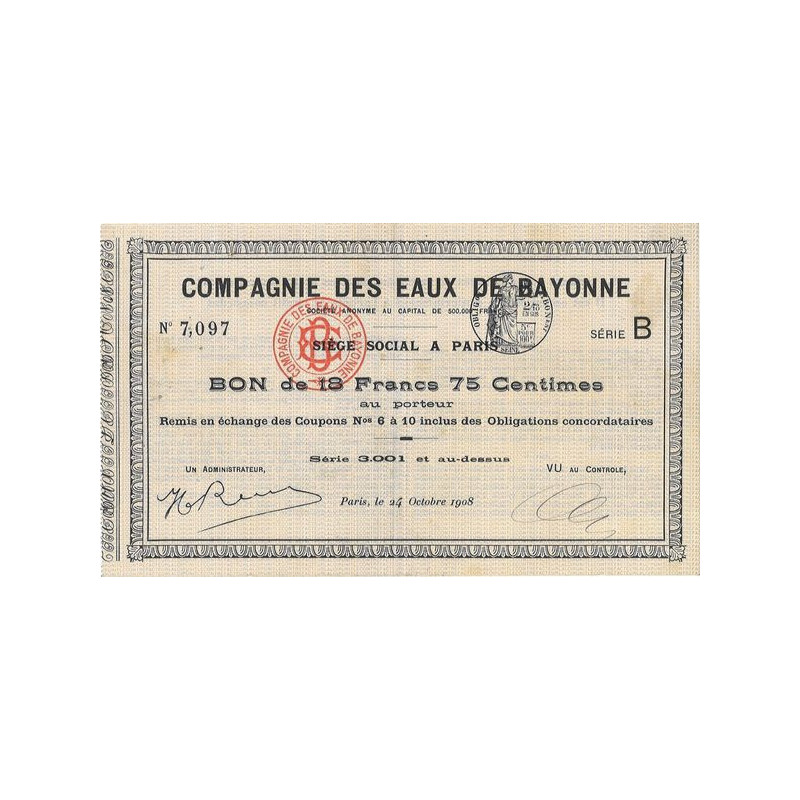 COMPAGNIE DES EAUX DE BAYONNE
SOCIÉTÉ ANONYME AU CAPITAL DE 500.000 FRANCS
Nº 7,097
COMPAGNIE DES EAUX DE BAYONNE
SÉRIE B
SIÈGE SOCIAL A PARIS
SEINE
BON de 18 Francs 75 Centimes
au porteur
Remis en échange des Coupons Nos 6 à 10 inclus des Obligations concordataires
Série 3.001 et au-dessus
UN ADMINISTRATEUR,
VU AU CONTROLE,
Paris, le 24 Octobre 1908